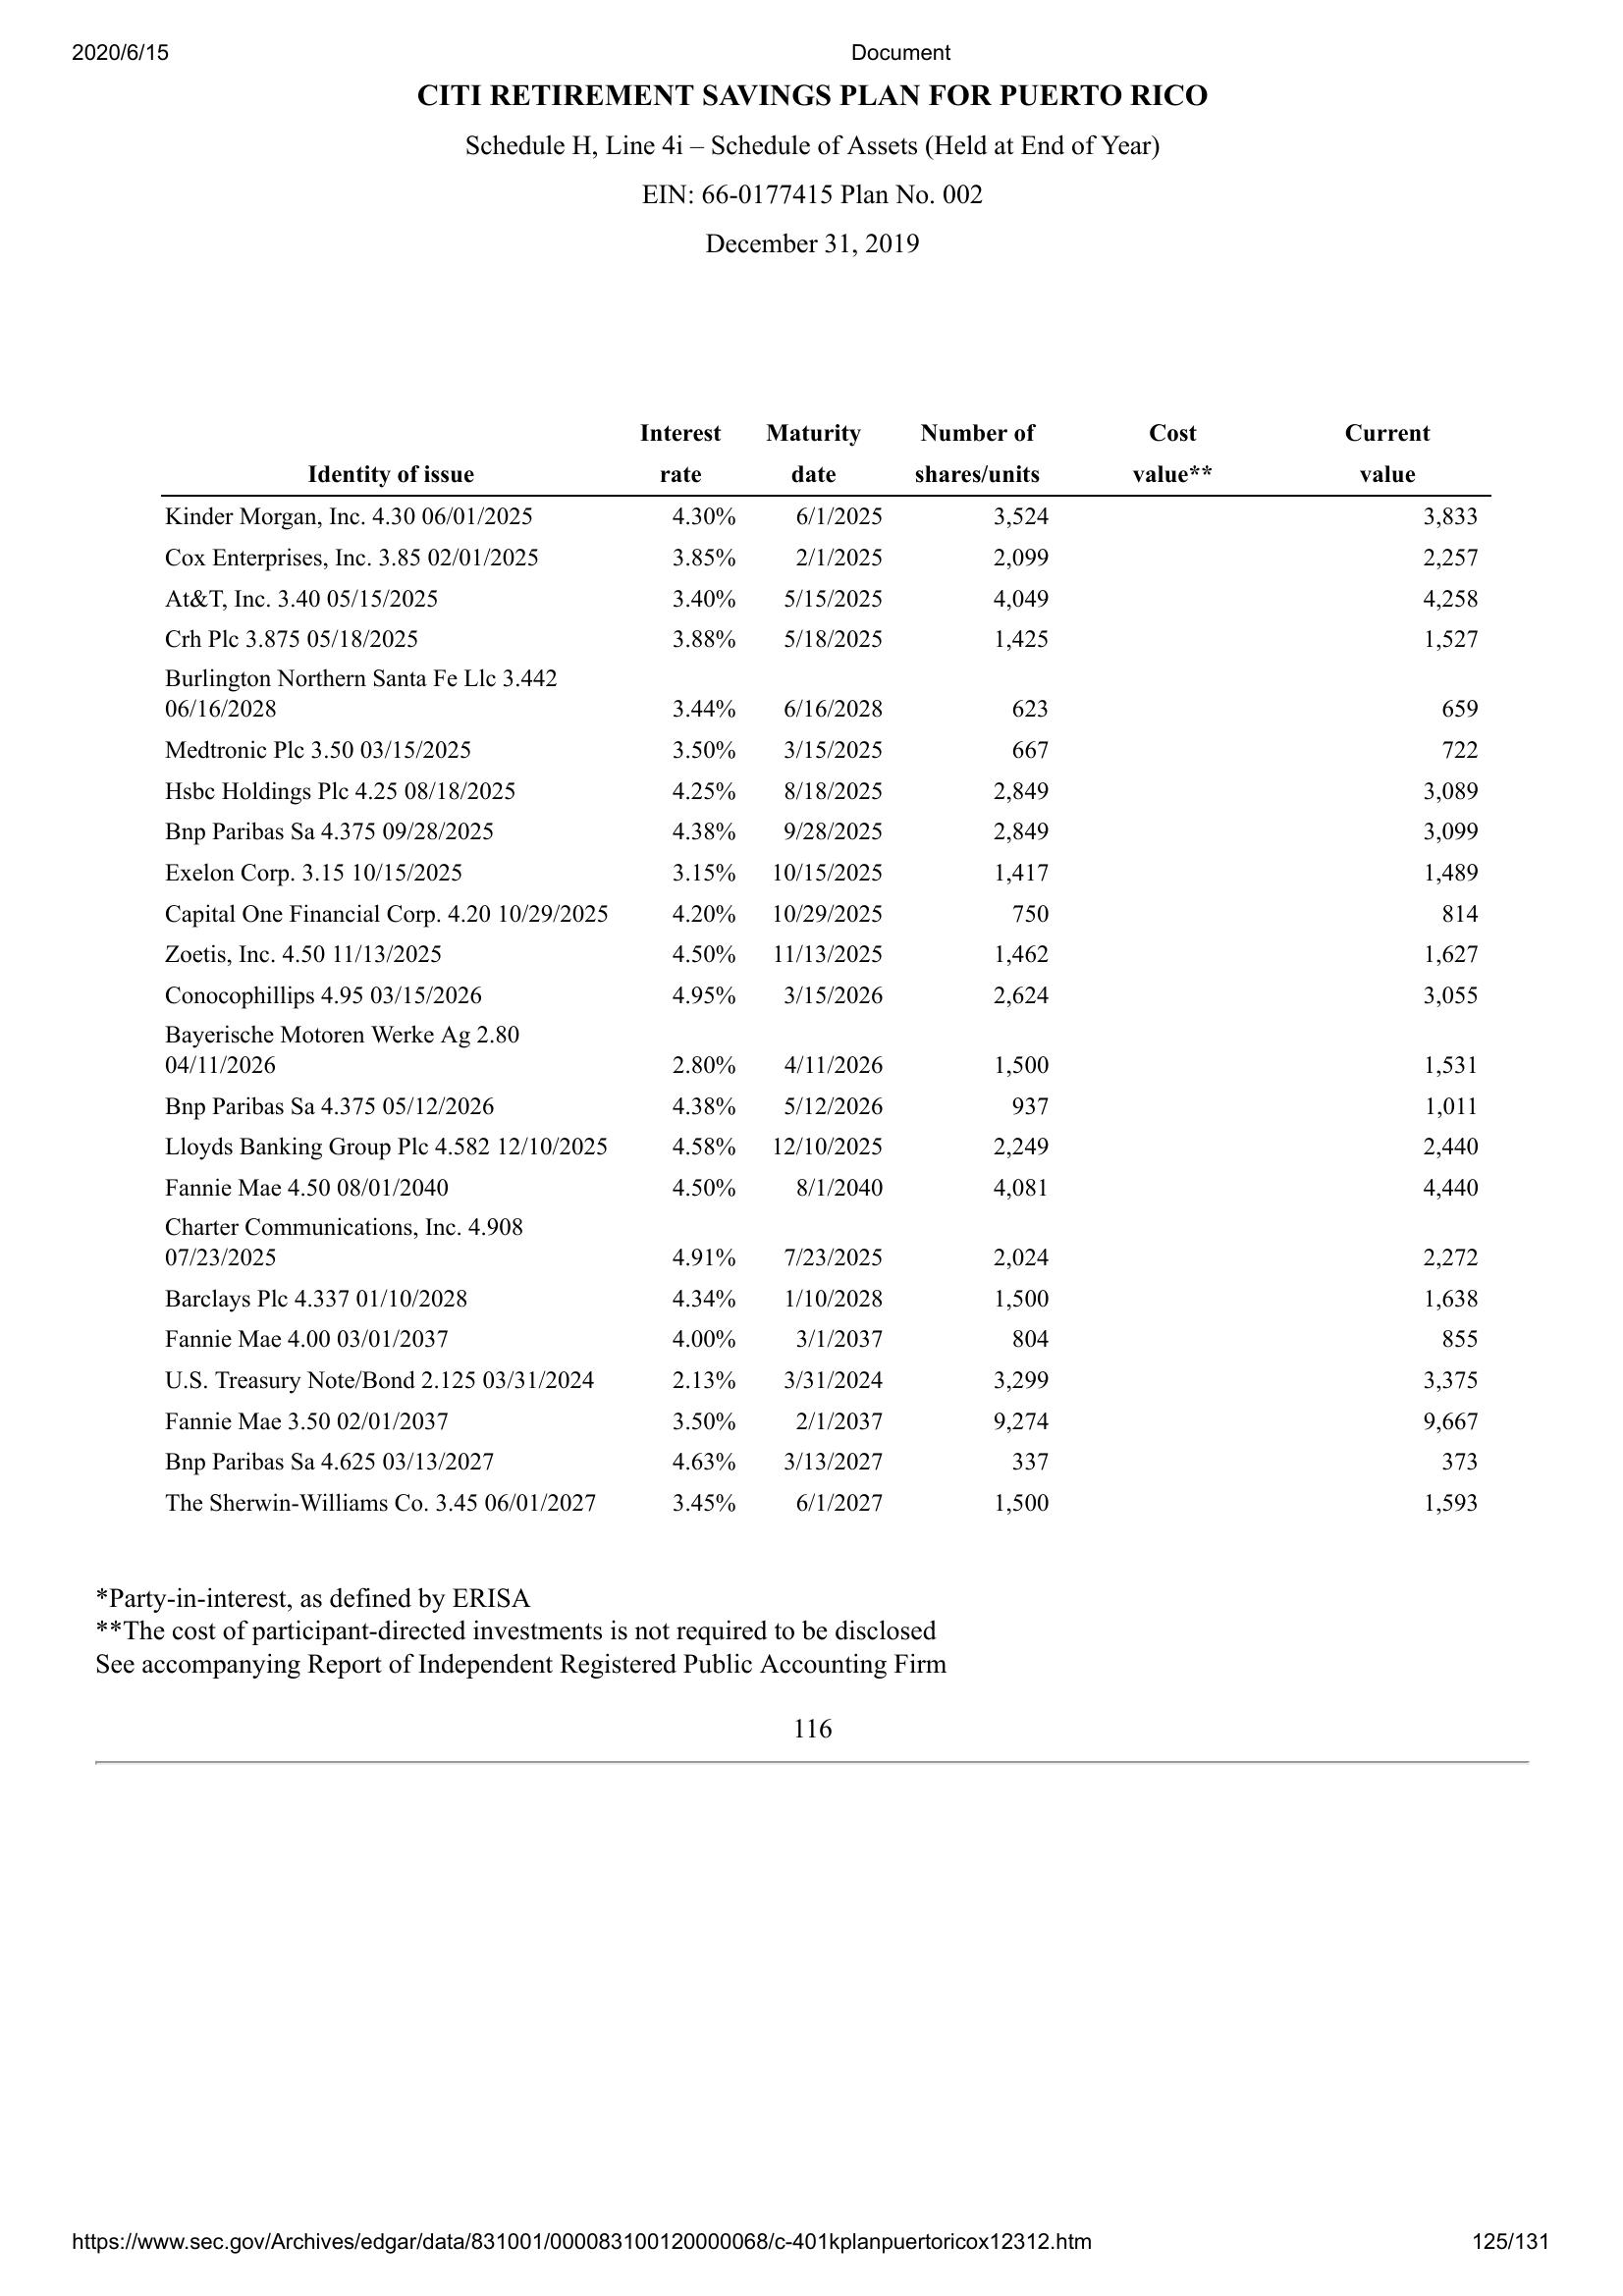 2020/6/15 Document
CITI RETIREMENT SAVINGS PLAN FOR PUERTO RICO
Schedule H, Line 4i – Schedule of Assets (Held at End of Year)
EIN: 66-0177415 Plan No. 002
December 31, 2019
Interest Maturity Number of Cost Current
Identity of issue rate date shares/units value** value
Kinder Morgan, Inc. 4.30 06/01/2025 4.30% 6/1/2025 3,524 3,833
Cox Enterprises, Inc. 3.85 02/01/2025 3.85% 2/1/2025 2,099 2,257
At&T, Inc. 3.40 05/15/2025 3.40% 5/15/2025 4,049 4,258
Crh Plc 3.875 05/18/2025 3.88% 5/18/2025 1,425 1,527
Burlington Northern Santa Fe Llc 3.442
06/16/2028 3.44% 6/16/2028 623 659
Medtronic Plc 3.50 03/15/2025 3.50% 3/15/2025 667 722
Hsbc Holdings Plc 4.25 08/18/2025 4.25% 8/18/2025 2,849 3,089
Bnp Paribas Sa 4.375 09/28/2025 4.38% 9/28/2025 2,849 3,099
Exelon Corp. 3.15 10/15/2025 3.15% 10/15/2025 1,417 1,489
Capital One Financial Corp. 4.20 10/29/2025 4.20% 10/29/2025 750 814
Zoetis, Inc. 4.50 11/13/2025 4.50% 11/13/2025 1,462 1,627
Conocophillips 4.95 03/15/2026 4.95% 3/15/2026 2,624 3,055
Bayerische Motoren Werke Ag 2.80
04/11/2026 2.80% 4/11/2026 1,500 1,531
Bnp Paribas Sa 4.375 05/12/2026 4.38% 5/12/2026 937 1,011
Lloyds Banking Group Plc 4.582 12/10/2025 4.58% 12/10/2025 2,249 2,440
Fannie Mae 4.50 08/01/2040 4.50% 8/1/2040 4,081 4,440
Charter Communications, Inc. 4.908
07/23/2025 4.91% 7/23/2025 2,024 2,272
Barclays Plc 4.337 01/10/2028 4.34% 1/10/2028 1,500 1,638
Fannie Mae 4.00 03/01/2037 4.00% 3/1/2037 804 855
U.S. Treasury Note/Bond 2.125 03/31/2024 2.13% 3/31/2024 3,299 3,375
Fannie Mae 3.50 02/01/2037 3.50% 2/1/2037 9,274 9,667
Bnp Paribas Sa 4.625 03/13/2027 4.63% 3/13/2027 337 373
The Sherwin-Williams Co. 3.45 06/01/2027 3.45% 6/1/2027 1,500 1,593
*Party-in-interest, as defined by ERISA
**The cost of participant-directed investments is not required to be disclosed
See accompanying Report of Independent Registered Public Accounting Firm
116
https://www.sec.gov/Archives/edgar/data/831001/000083100120000068/c-401kplanpuertoricox12312.htm 125/131